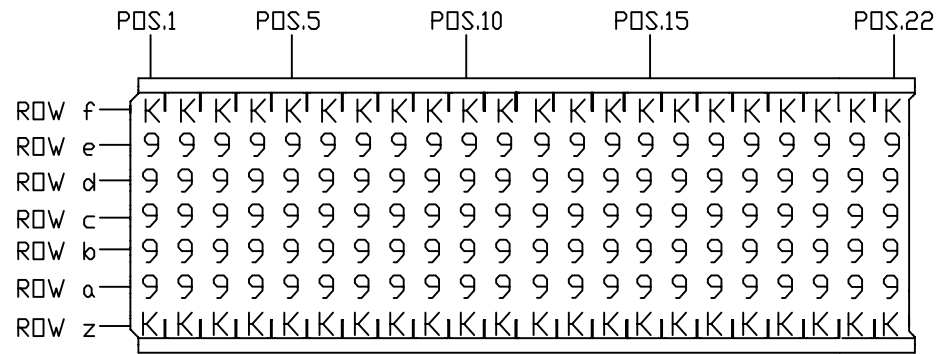 POS.1 POS.5 POS.10 POS.15 POS.22
ROW f K K K K K K K K K K K K K K K K K K K K K K
ROW e 9 9 9 9 9 9 9 9 9 9 9 9 9 9 9 9 9 9 9 9 9 9
ROW d 9 9 9 9 9 9 9 9 9 9 9 9 9 9 9 9 9 9 9 9 9 9
ROW c 9 9 9 9 9 9 9 9 9 9 9 9 9 9 9 9 9 9 9 9 9 9
ROW b 9 9 9 9 9 9 9 9 9 9 9 9 9 9 9 9 9 9 9 9 9 9
ROW a 9 9 9 9 9 9 9 9 9 9 9 9 9 9 9 9 9 9 9 9 9 9
ROW z K K K K K K K K K K K K K K K K K K K K K K